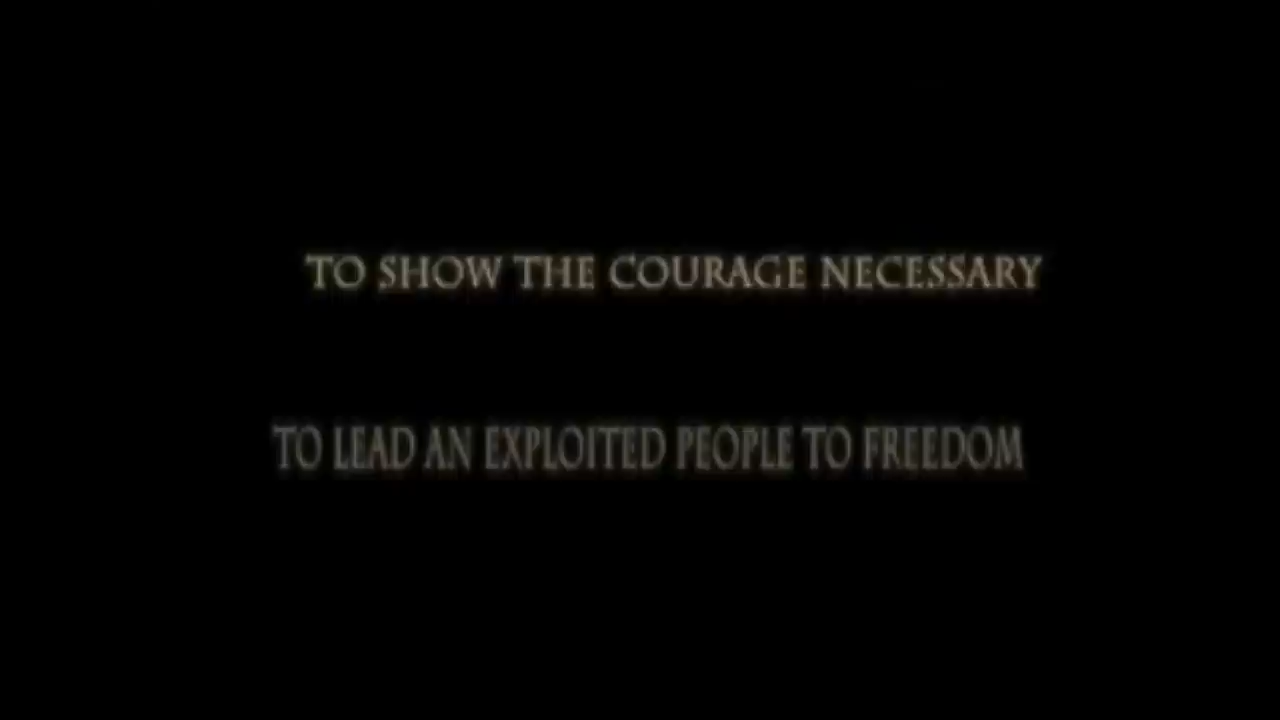 TO SHOW THE COURAGE NECESSARY
TO LEAD AN EXPLOITED PEOPLE TO FREEDOM